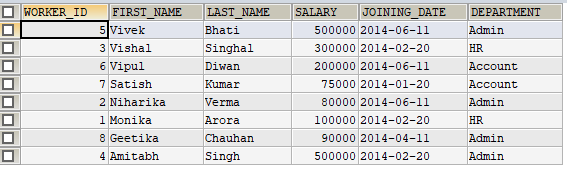 WORKER_ID FIRST_NAME LAST_NAME SALARY JOINING_DATE DEPARTMENT
5 Vivek Bhati 500000 2014-06-11 Admin
3 Vishal Singhal 300000 2014-02-20 HR
6 Vipul Diwan 200000 2014-06-11 Account
7 Satish Kumar 75000 2014-01-20 Account
2 Niharika Verma 80000 2014-06-11 Admin
1 Monika Arora 100000 2014-02-20 HR
8 Geetika Chauhan 90000 2014-04-11 Admin
4 Amitabh Singh 500000 2014-02-20 Admin